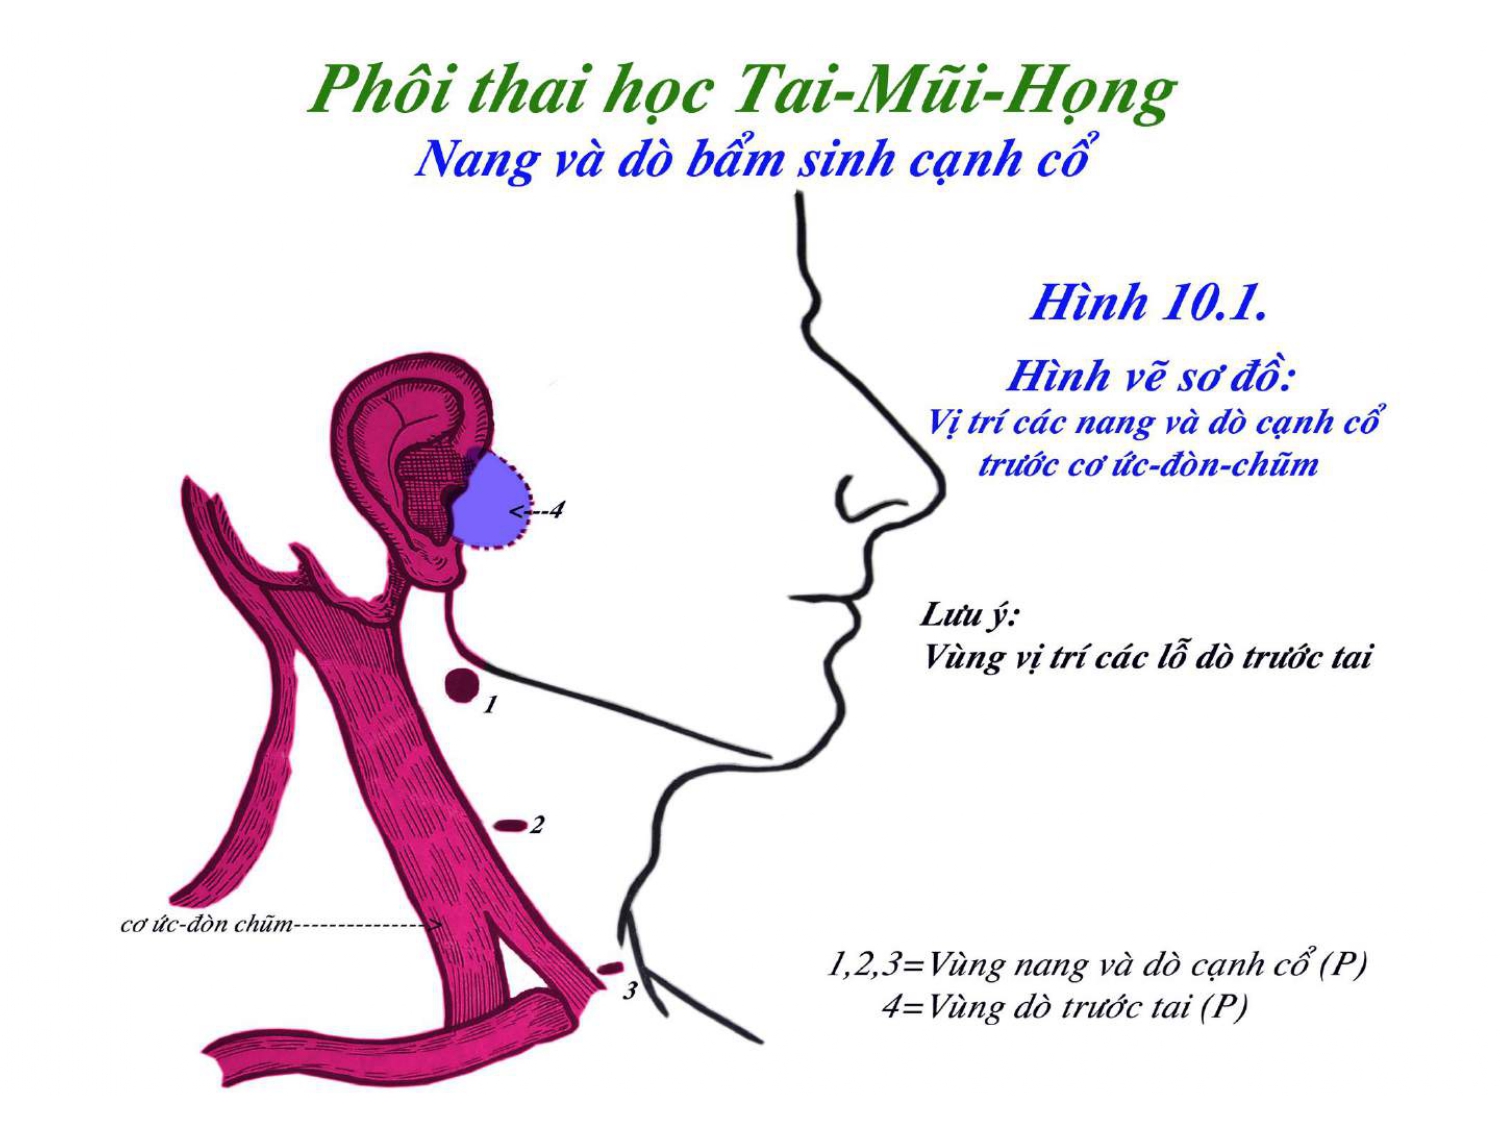 Phôi thai học Tai-Mũi-Họng
Nang và dò bẩm sinh cạnh cổ
Hình 10.1.
Hình vẽ sơ đồ:
Vị trí các nang và dò cạnh cổ
trước cơ ức-đòn-chũm
<---4
Lưu ý:
Vùng vị trí các lỗ dò trước tai
1
2
cơ ức-đòn chũm--------------->
3
1,2,3=Vùng nang và dò cạnh cổ (P)
4=Vùng dò trước tai (P)